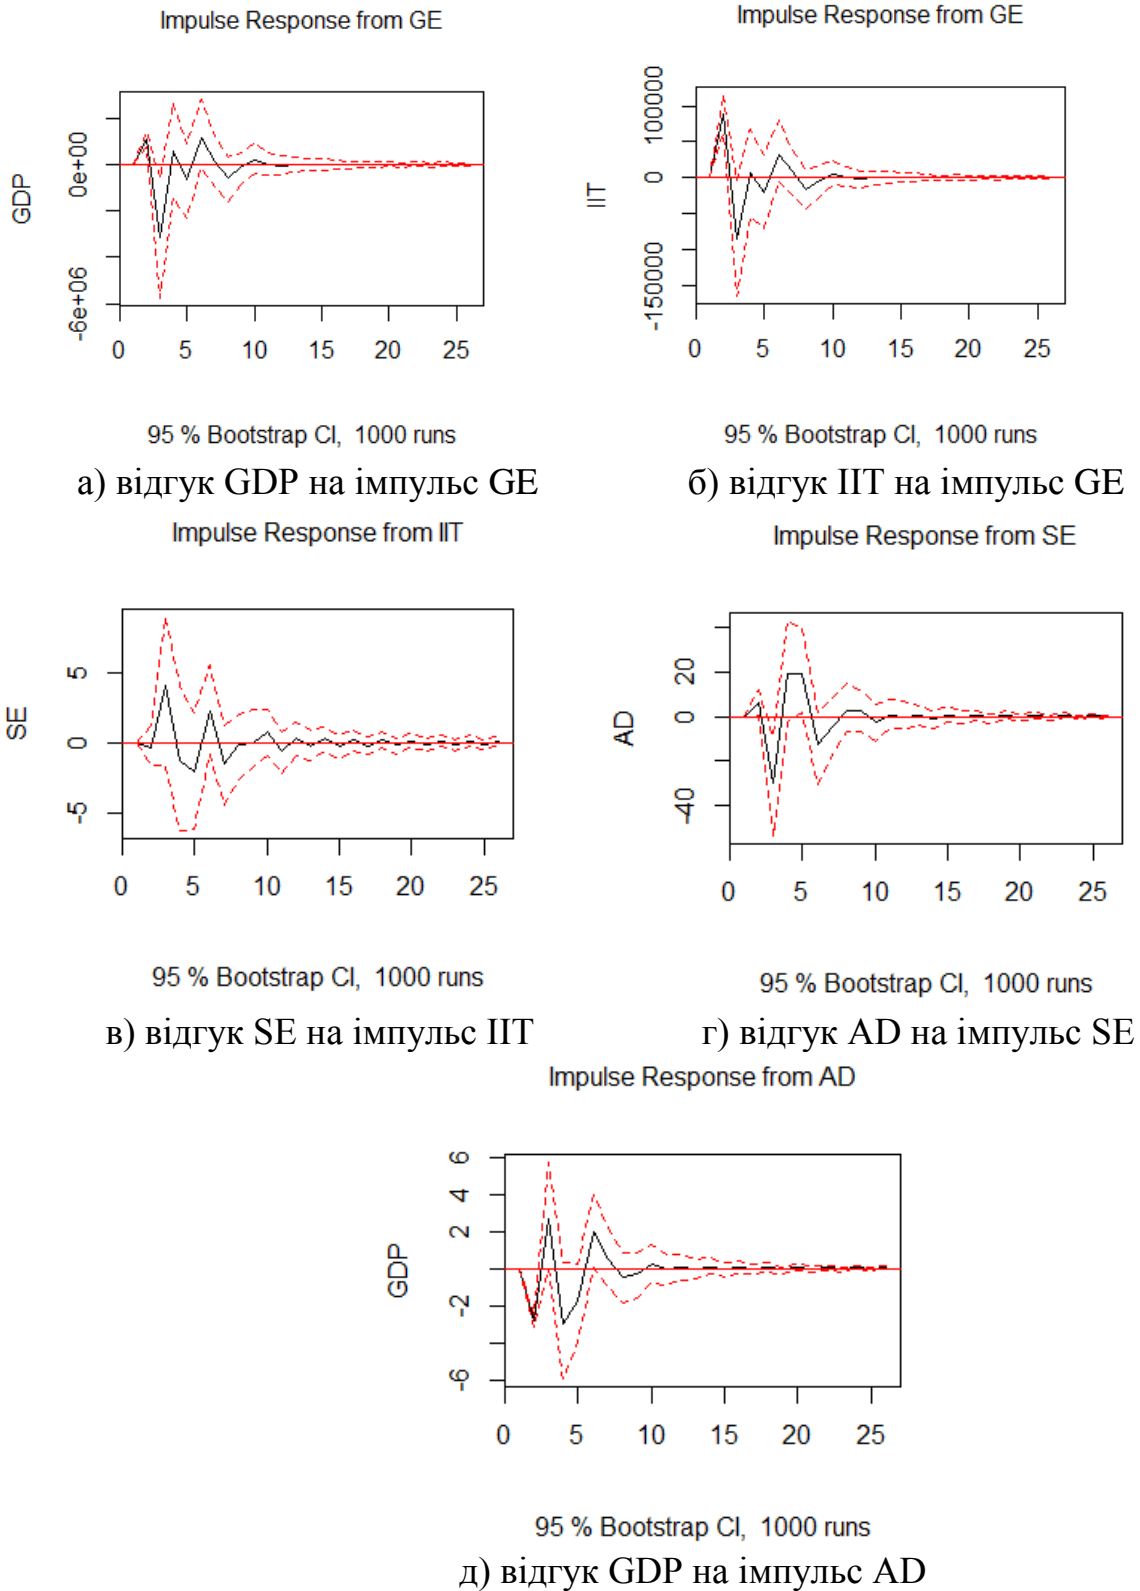 Impulse Response from GE
GDP
0e+00
-6e+06
0 5 10 15 20 25
95 % Bootstrap CI, 1000 runs
а) відгук GDP на імпульс GE
Impulse Response from GE
IIT
100000
0
-150000
0 5 10 15 20 25
95 % Bootstrap CI, 1000 runs
б) відгук IIT на імпульс GE
Impulse Response from IIT
SE
5
0
-5
0 5 10 15 20 25
95 % Bootstrap CI, 1000 runs
в) відгук SE на імпульс IIT
Impulse Response from SE
AD
20
0
-40
0 5 10 15 20 25
95 % Bootstrap CI, 1000 runs
г) відгук AD на імпульс SE
Impulse Response from AD
GDP
6
4
2
-2
-6
0 5 10 15 20 25
95 % Bootstrap CI, 1000 runs
д) відгук GDP на імпульс AD